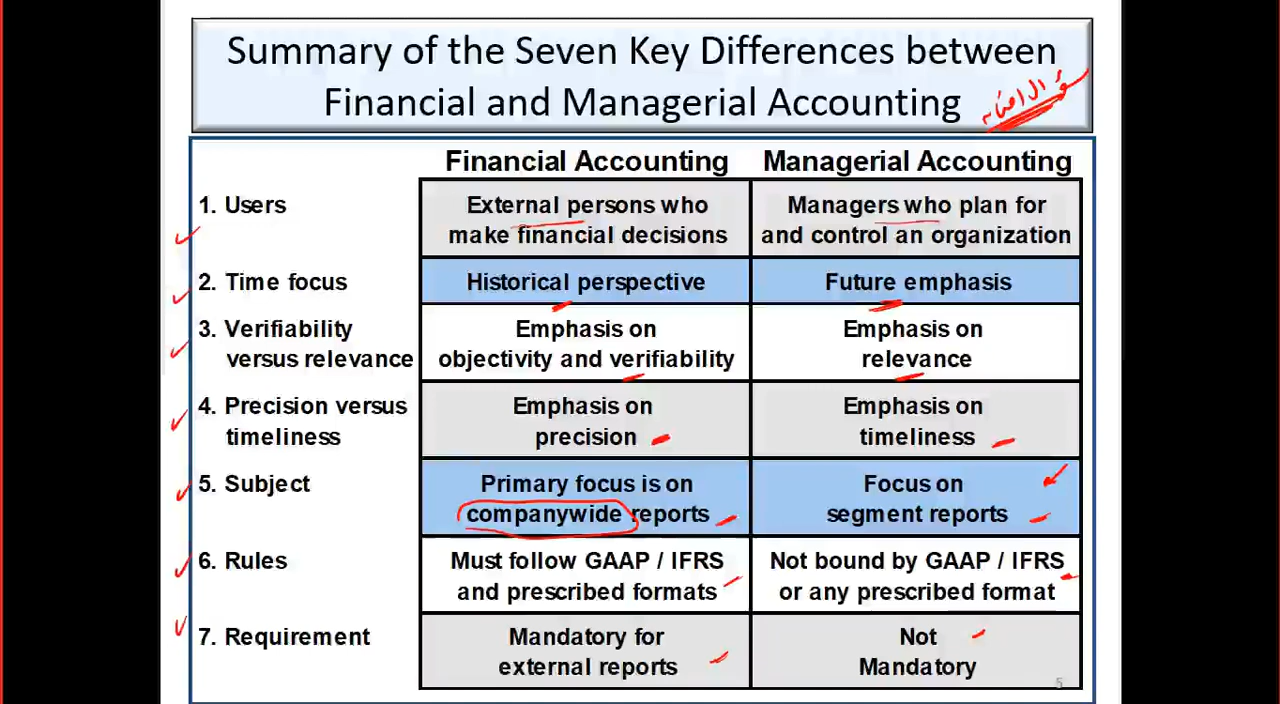 Summary of the Seven Key Differences between
Financial and Managerial Accounting
Financial Accounting
Managerial Accounting
1. Users
External persons who
make financial decisions
Managers who plan for
and control an organization
2. Time focus
Historical perspective
Future emphasis
3. Verifiability
versus relevance
Emphasis on
objectivity and verifiability
Emphasis on
relevance
4. Precision versus
timeliness
Emphasis on
precision
Emphasis on
timeliness
5. Subject
Primary focus is on
companywide reports
Focus on
segment reports
6. Rules
Must follow GAAP / IFRS
and prescribed formats
Not bound by GAAP / IFRS
or any prescribed format
7. Requirement
Mandatory for
external reports
Not
Mandatory
5